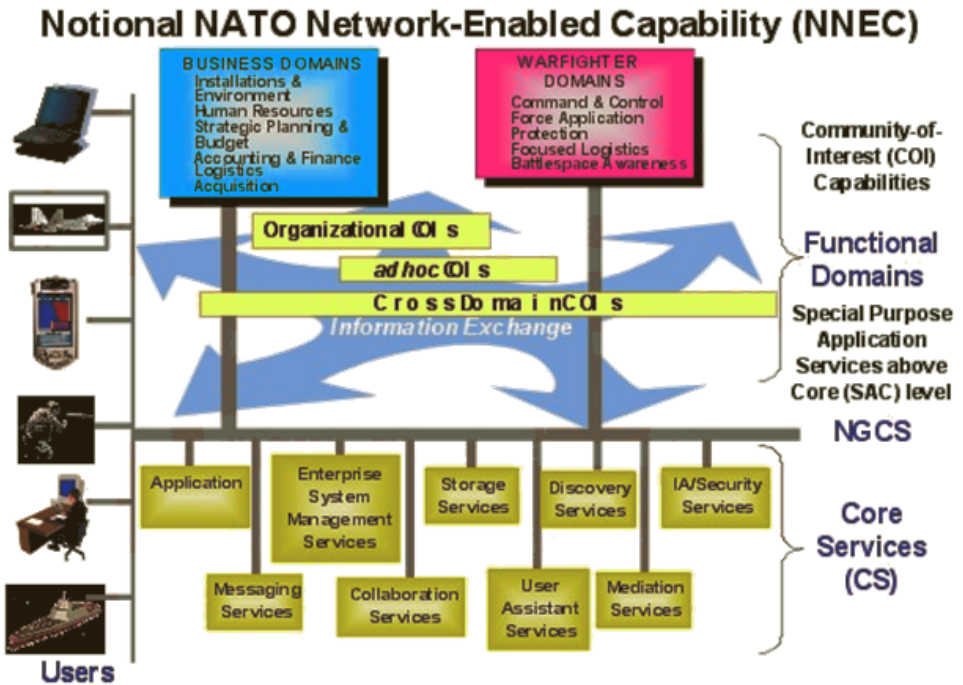 Notional NATO Network-Enabled Capability (NNEC)
BUSINESS DOMAINS
Installations &
Environment
Human Resources
Strategic Planning &
Budget
Accounting & Finance
Logistics
Acquisition
WARFIGHTER
DOMAINS
Command & Control
Force Application
Protection
Focused Logistics
Battlespace Awareness
Community-of-
Interest (COI)
Capabilities
Functional
Domains
Special Purpose
Application
Services above
Core (SAC) level
Organizational COIs
ad hoc COIs
Cross Domain COIs
Information Exchange
NGCS
Application
Enterprise
System
Management
Services
Storage
Services
Discovery
Services
IA/Security
Services
Messaging
Services
Collaboration
Services
User
Assistant
Services
Mediation
Services
Core
Services
(CS)
Users